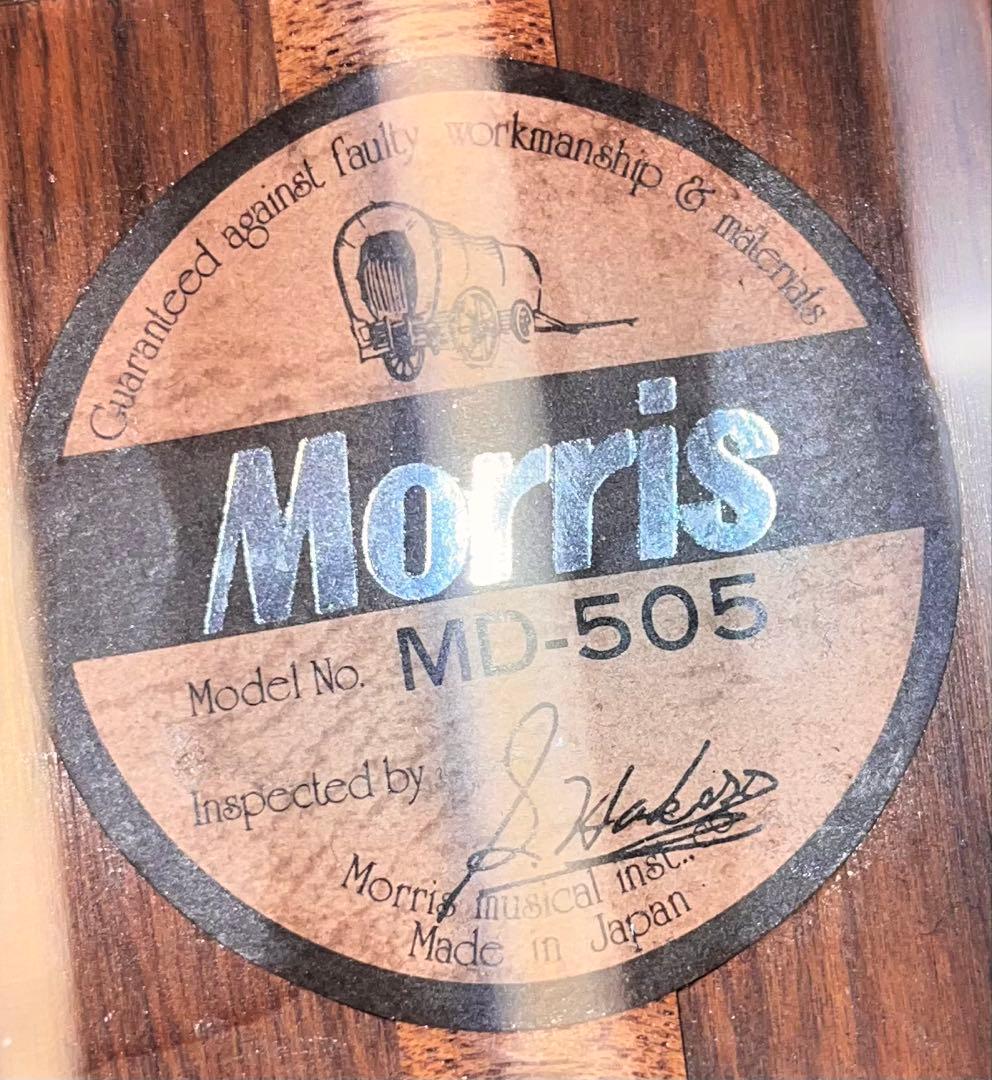 Guaranteed against faulty workmanship & materials
Morris
Model No. MD-505
Inspected by
Morris musical inst..
Made in Japan